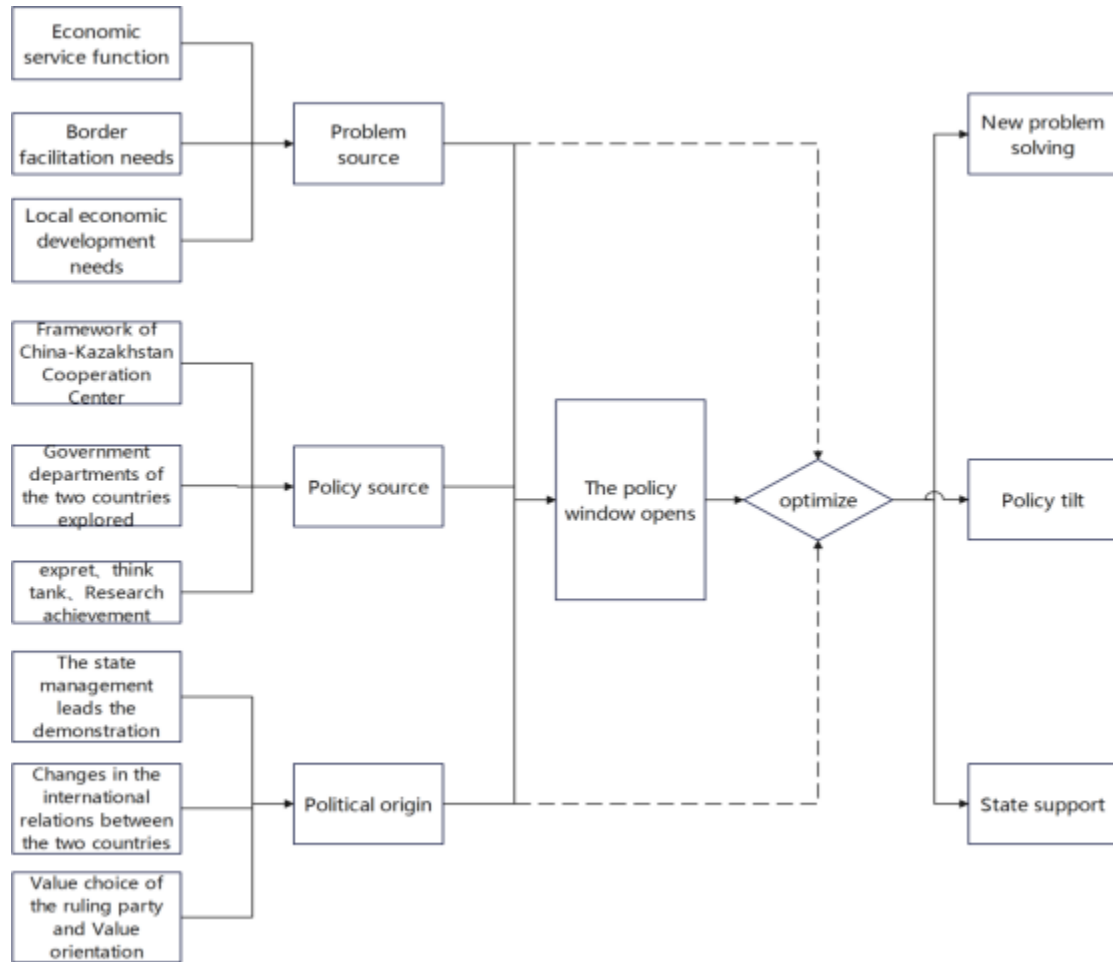 Economic
service function
Border
facilitation needs
Local economic
development
needs
Problem
source
New problem
solving
Framework of
China-Kazakhstan
Cooperation
Center
Government
departments of
the two countries
explored
expret、think
tank、Research
achievement
Policy source
The policy
window opens
optimize
Policy tilt
The state
management
leads the
demonstration
Changes in the
international
relations between
the two countries
Value choice of
the ruling party
and Value
orientation
Political origin
State support